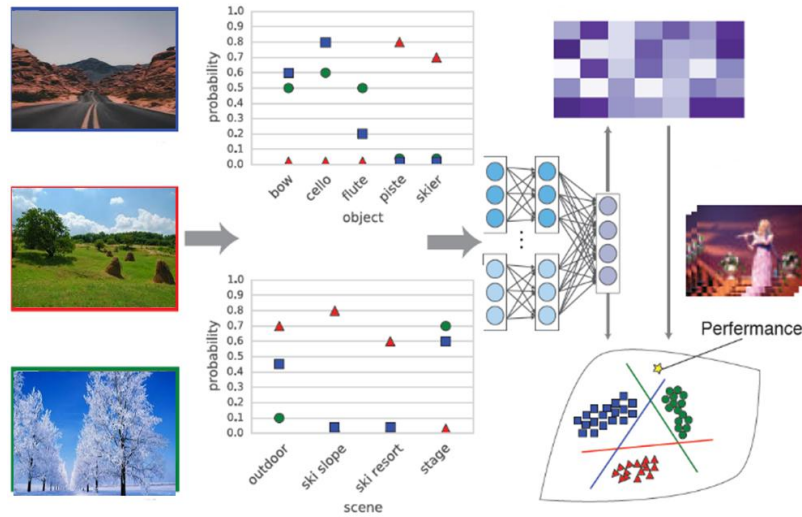 1.0
0.9
0.8
0.7
0.6
0.5
0.4
0.3
0.2
0.1
0.0
probability
bow
cello
flute
piste
skier
object
1.0
0.9
0.8
0.7
0.6
0.5
0.4
0.3
0.2
0.1
0.0
probability
outdoor
ski slope
ski resort
stage
scene
...
Perfermance